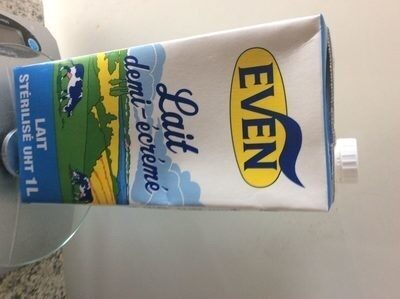 EVEN
Lait
demi-écrémé
LAIT
STÉRILISÉ UHT 1L